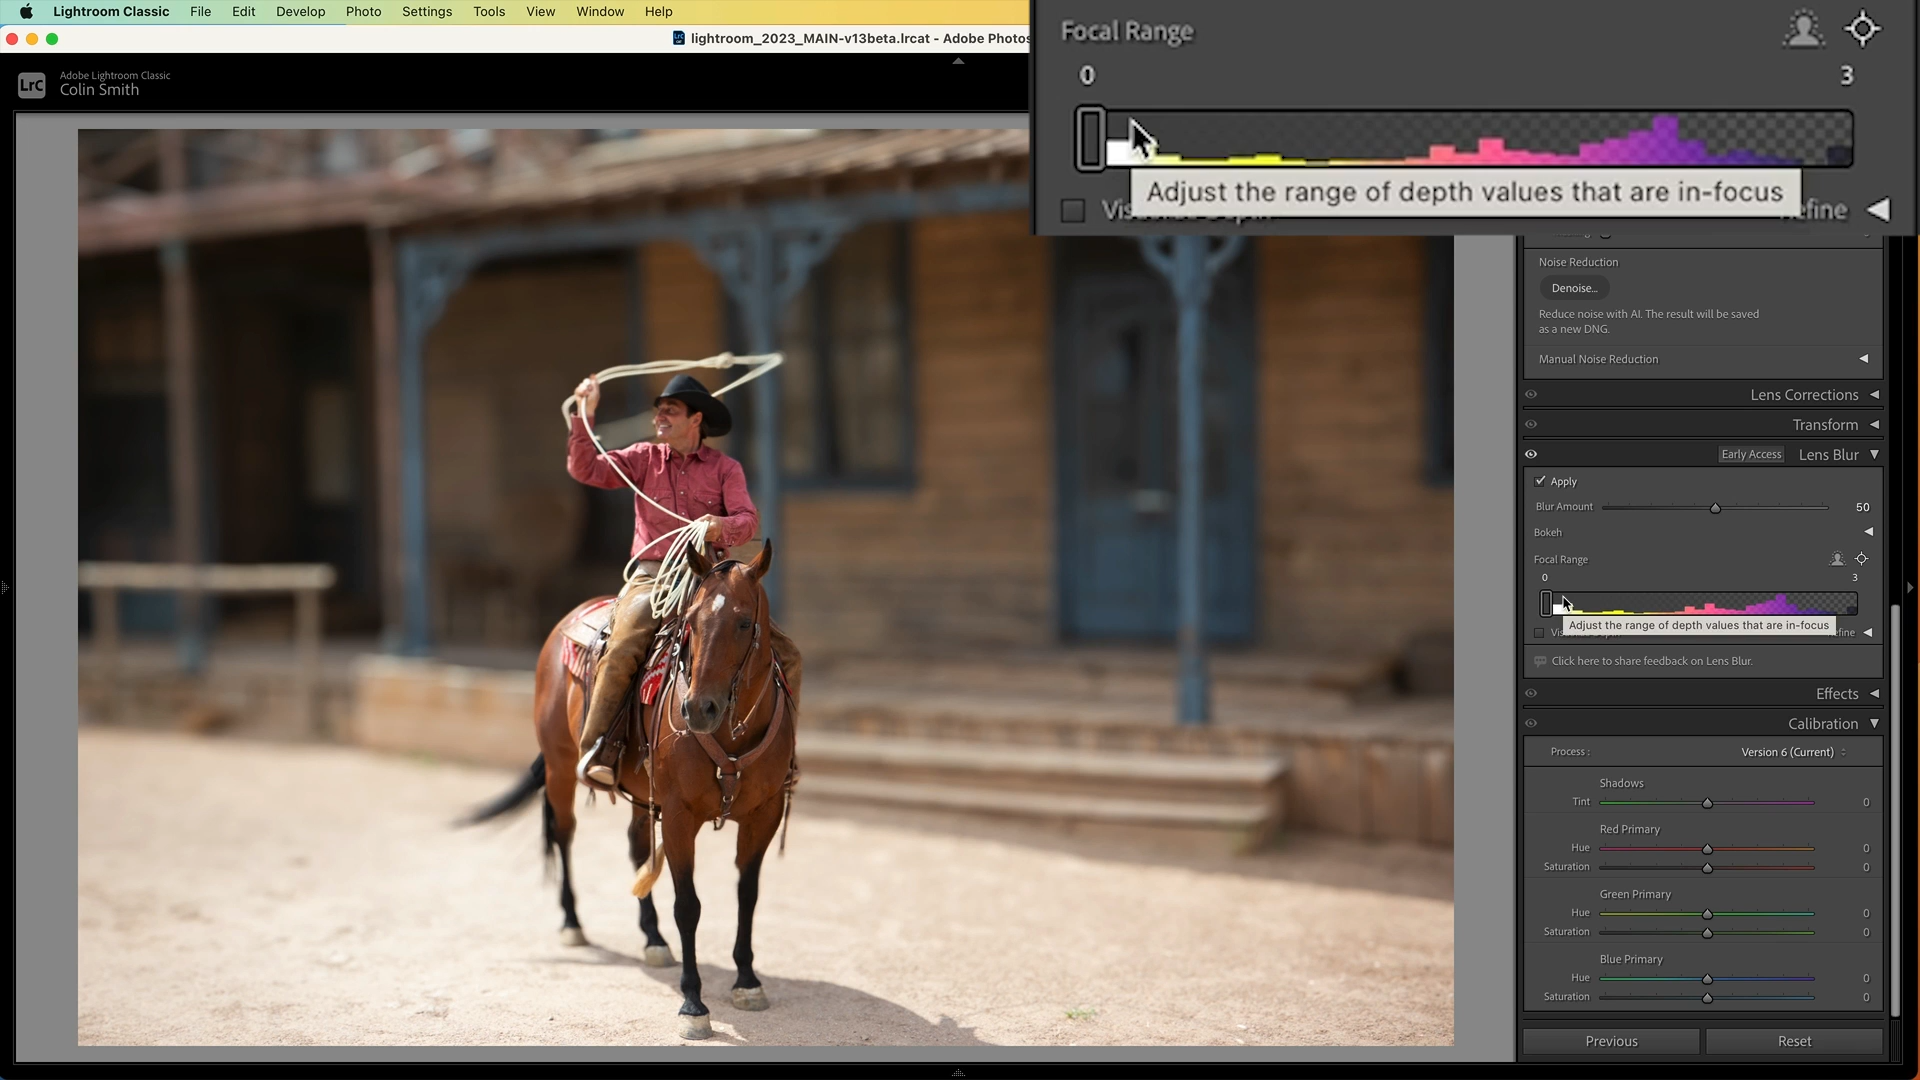 Lightroom Classic File Edit Develop Photo Settings Tools View Window Help
lightroom_2023_MAIN-v13beta.lrcat - Adobe Photos
LrC
Adobe Lightroom Classic
Colin Smith
Focal Range
0 3
Adjust the range of depth values that are in-focus
Refine
Noise Reduction
Denoise...
Reduce noise with AI. The result will be saved
as a new DNG.
Manual Noise Reduction
Lens Corrections
Transform
Early Access Lens Blur
Apply
Blur Amount 50
Bokeh
Focal Range
0 3
Adjust the range of depth values that are in-focus
Click here to share feedback on Lens Blur.
Effects
Calibration
Process : Version 6 (Current)
Shadows
Tint 0
Red Primary
Hue 0
Saturation 0
Green Primary
Hue 0
Saturation 0
Blue Primary
Hue 0
Saturation 0
Previous Reset